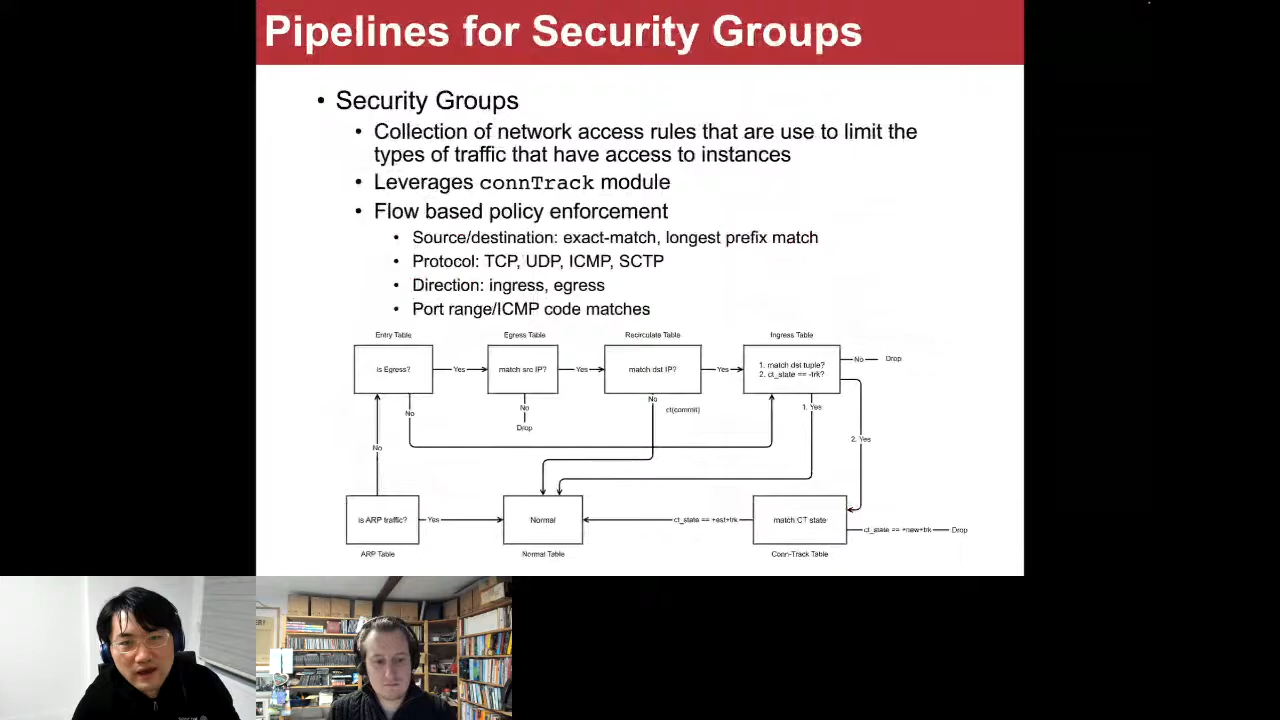 Pipelines for Security Groups
• Security Groups
• Collection of network access rules that are use to limit the
types of traffic that have access to instances
• Leverages connTrack module
• Flow based policy enforcement
• Source/destination: exact-match, longest prefix match
• Protocol: TCP, UDP, ICMP, SCTP
• Direction: ingress, egress
• Port range/ICMP code matches
Entry Table
Egress Table
Recirculate Table
Ingress Table
is Egress?
Yes
match src IP?
Yes
match dst IP?
Yes
1. match dst tuple?
2. ct_state == -trk?
No
Drop
No
No
Drop
No
ct(commit)
1. Yes
2. Yes
No
is ARP traffic?
Yes
Normal
ct_state == +est+trk
match CT state
ct_state == +new+trk
Drop
ARP Table
Normal Table
Conn-Track Table